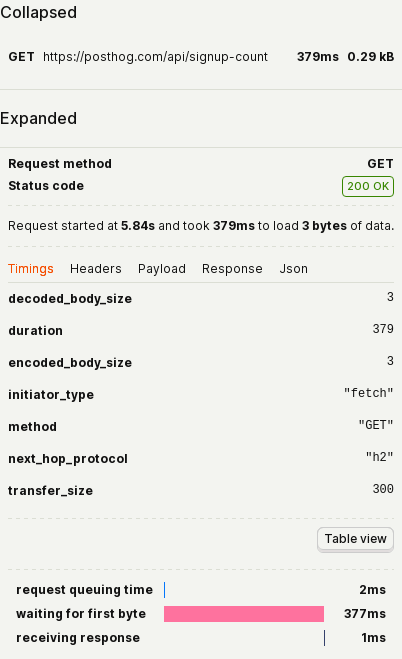 Collapsed
GET https://posthog.com/api/signup-count 379ms 0.29 kB
Expanded
Request method GET
Status code 200 OK
Request started at 5.84s and took 379ms to load 3 bytes of data.
Timings Headers Payload Response Json
decoded_body_size 3
duration 379
encoded_body_size 3
initiator_type "fetch"
method "GET"
next_hop_protocol "h2"
transfer_size 300
Table view
request queuing time 2ms
waiting for first byte 377ms
receiving response 1ms